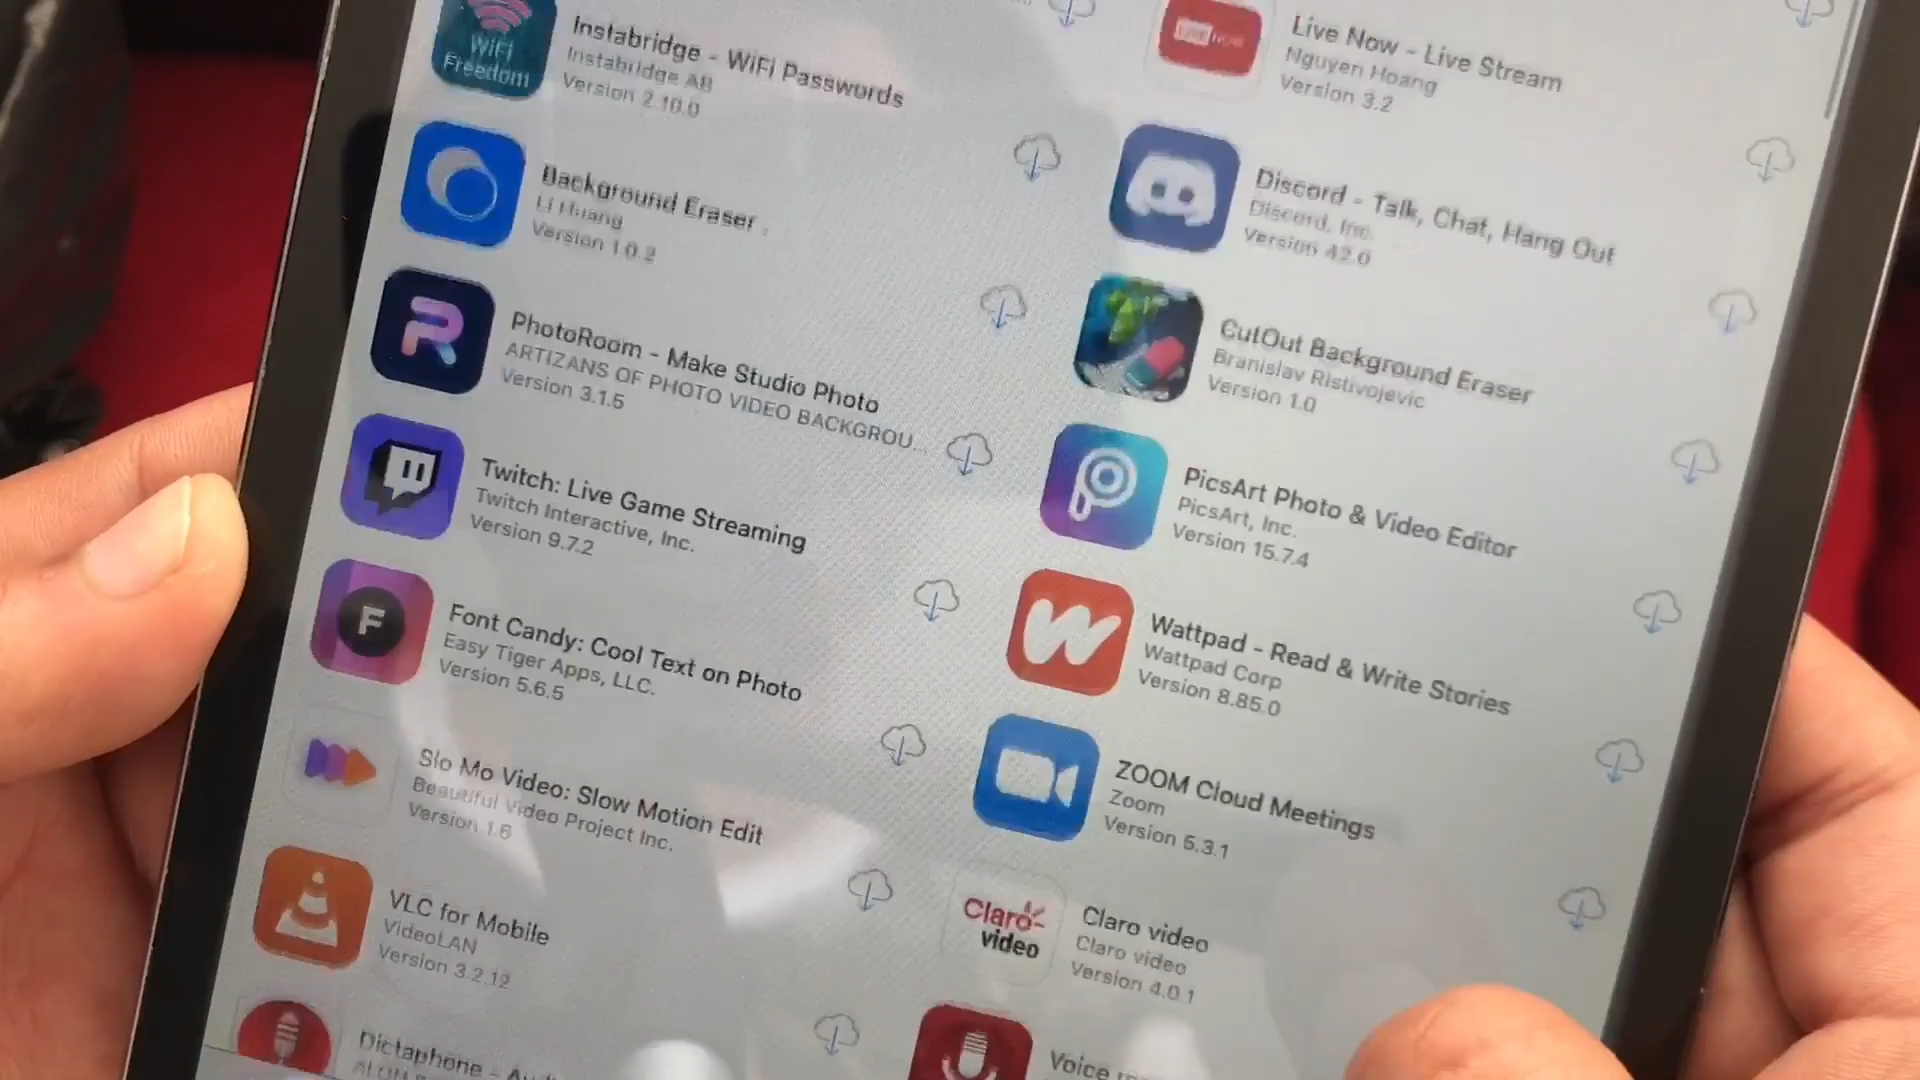 WiFi
Freedom
Instabridge - WiFi Passwords
Instabridge AB
Version 2.10.0
Live Now - Live Stream
Nguyen Hoang
Version 3.2
Background Eraser
Li Huang
Version 1.0.2
Discord - Talk, Chat, Hang Out
Discord, Inc.
Version 42.0
PhotoRoom - Make Studio Photo
ARTIZANS OF PHOTO VIDEO BACKGROU...
Version 3.1.5
CutOut Background Eraser
Branislav Ristivojevic
Version 1.0
Twitch: Live Game Streaming
Twitch Interactive, Inc.
Version 9.7.2
PicsArt Photo & Video Editor
PicsArt, Inc.
Version 15.7.4
F
Font Candy: Cool Text on Photo
Easy Tiger Apps, LLC.
Version 5.6.5
Wattpad - Read & Write Stories
Wattpad Corp
Version 8.85.0
Slo Mo Video: Slow Motion Edit
Beautiful Video Project Inc.
Version 1.6
ZOOM Cloud Meetings
Zoom
Version 5.3.1
VLC for Mobile
VideoLAN
Version 3.2.12
Claro
video
Claro video
Claro video
Version 4.0.1
Dictaphone -
Voice